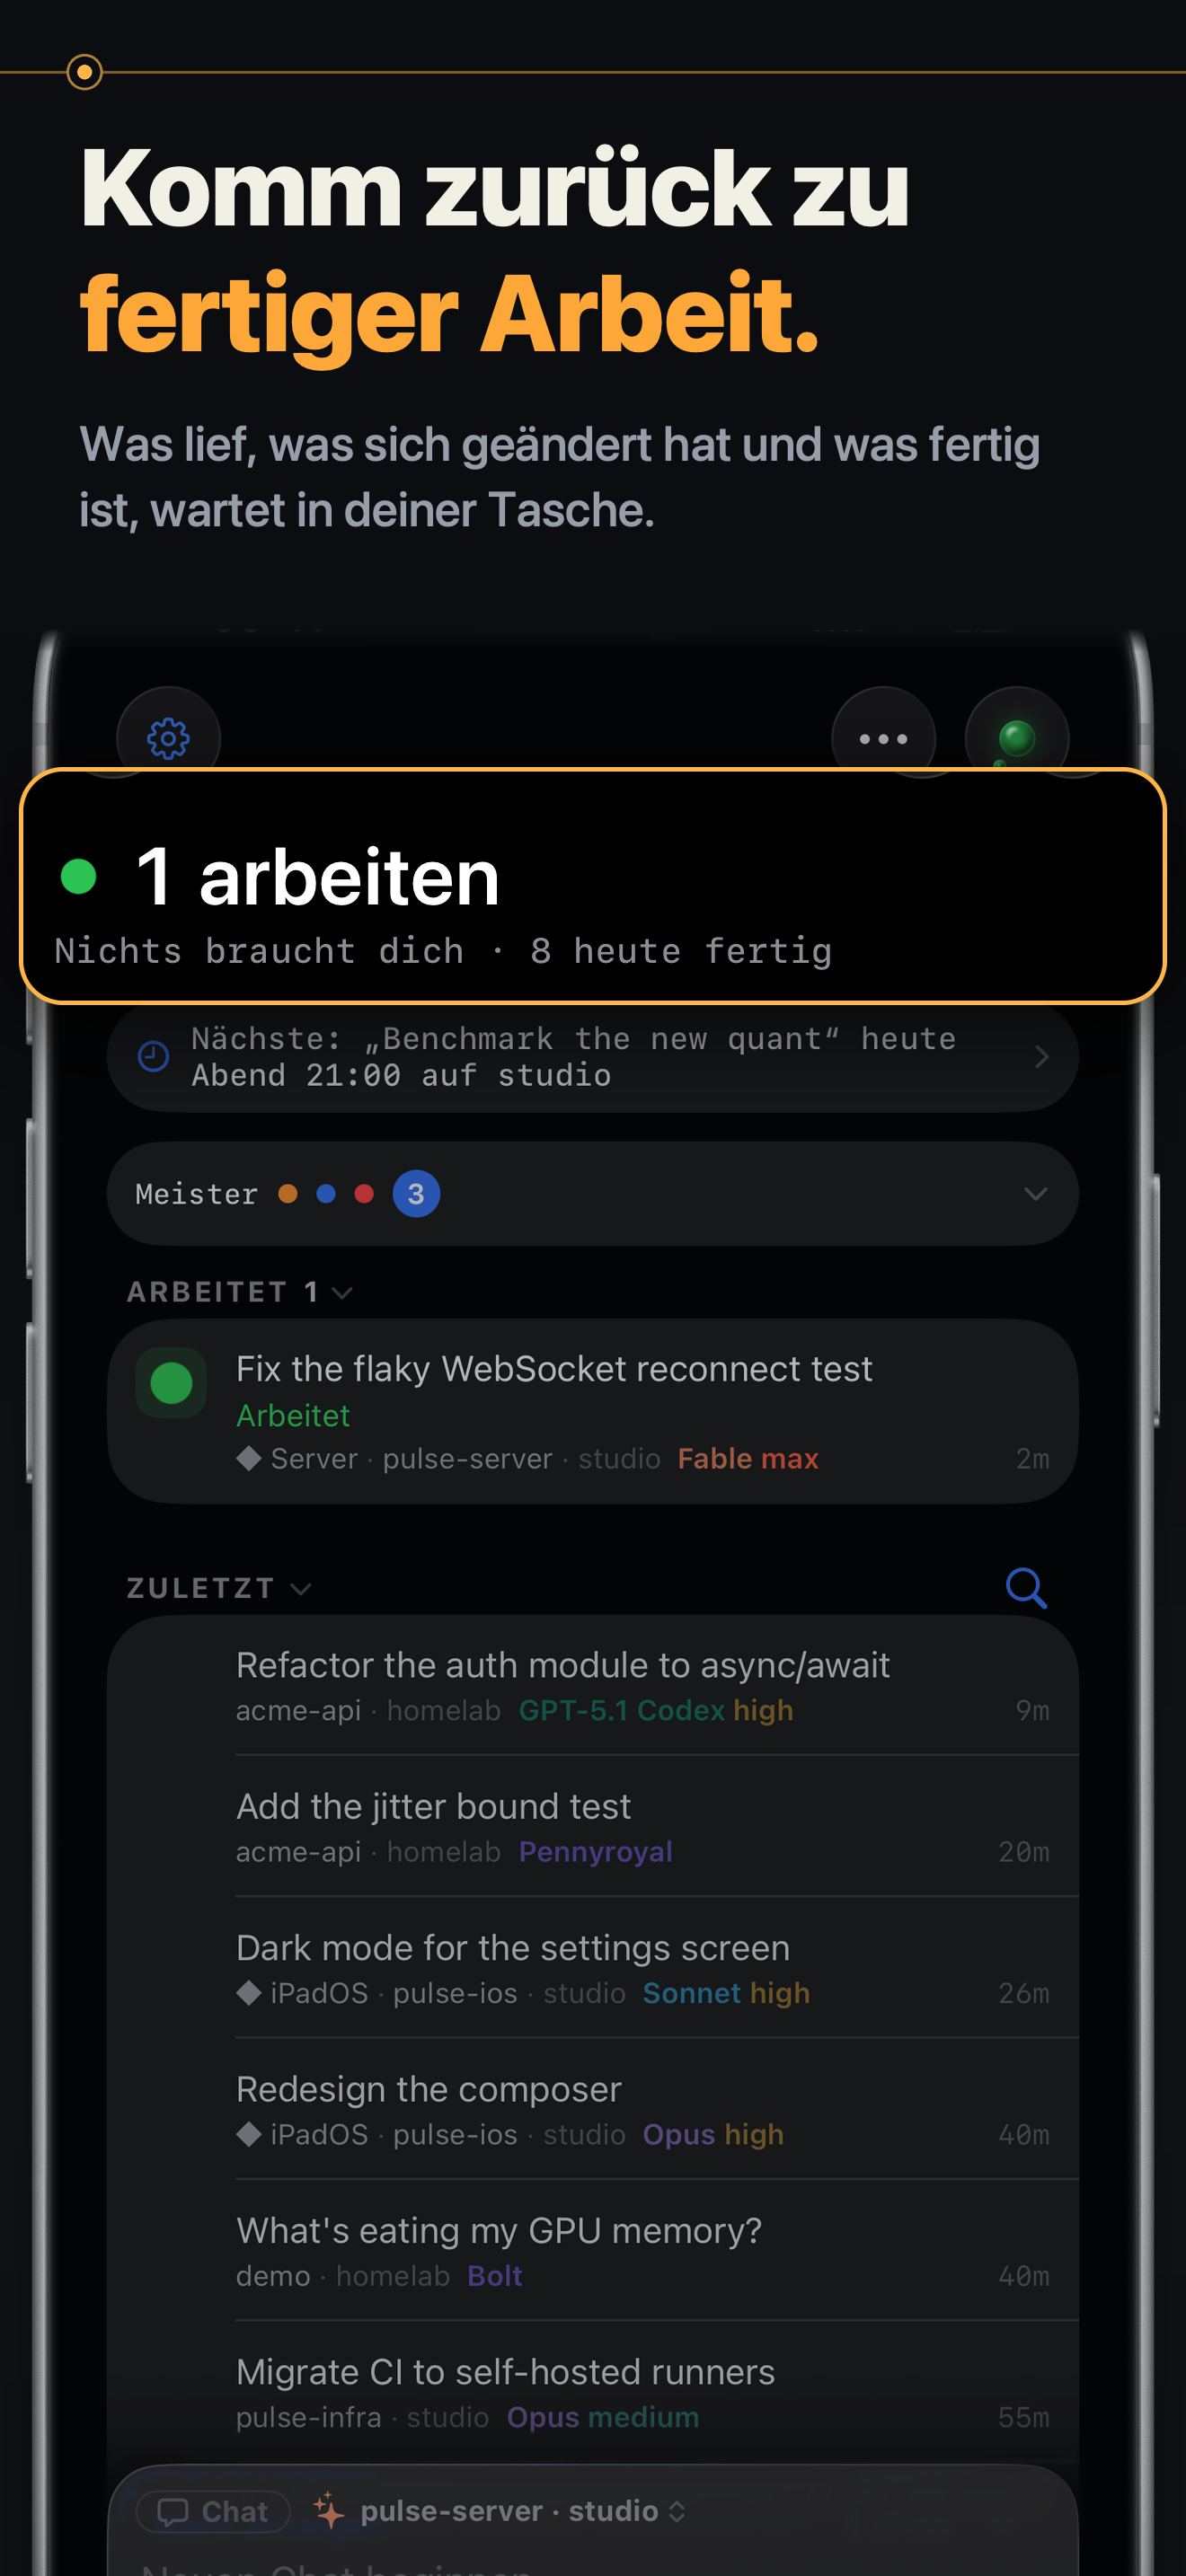 Komm zurück zu
fertiger Arbeit.
Was lief, was sich geändert hat und was fertig
ist, wartet in deiner Tasche.
1 arbeiten
Nichts braucht dich · 8 heute fertig
Nächste: „Benchmark the new quant“ heute
Abend 21:00 auf studio
Meister 3
ARBEITET 1
Fix the flaky WebSocket reconnect test
Arbeitet
Server · pulse-server · studio Fable max 2m
ZULETZT
Refactor the auth module to async/await
acme-api · homelab GPT-5.1 Codex high 9m
Add the jitter bound test
acme-api · homelab Pennyroyal 20m
Dark mode for the settings screen
iPadOS · pulse-ios · studio Sonnet high 26m
Redesign the composer
iPadOS · pulse-ios · studio Opus high 40m
What's eating my GPU memory?
demo · homelab Bolt 40m
Migrate CI to self-hosted runners
pulse-infra · studio Opus medium 55m
Chat pulse-server · studio